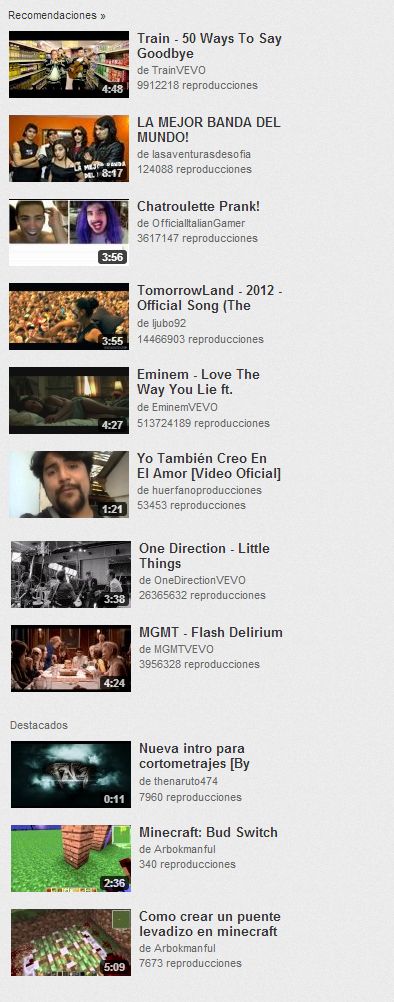 Recomendaciones »
Train - 50 Ways To Say
Goodbye
de TrainVEVO
9912218 reproducciones
4:48
LA MEJOR BANDA DEL
MUNDO!
de lasaventurasdesofia
124088 reproducciones
8:17
Chatroulette Prank!
de OfficialItalianGamer
3617147 reproducciones
3:56
TomorrowLand - 2012 -
Official Song (The
de ljubo92
14466903 reproducciones
3:55
Eminem - Love The
Way You Lie ft.
de EminemVEVO
513724189 reproducciones
4:27
Yo También Creo En
El Amor [Video Oficial]
de huerfanoproducciones
53453 reproducciones
1:21
One Direction - Little
Things
de OneDirectionVEVO
26365632 reproducciones
3:38
MGMT - Flash Delirium
de MGMTVEVO
3956328 reproducciones
4:24
Destacados
Nueva intro para
cortometrajes [By
de thenaruto474
7960 reproducciones
0:11
Minecraft: Bud Switch
de Arbokmanful
340 reproducciones
2:36
Como crear un puente
levadizo en minecraft
de Arbokmanful
7673 reproducciones
5:09